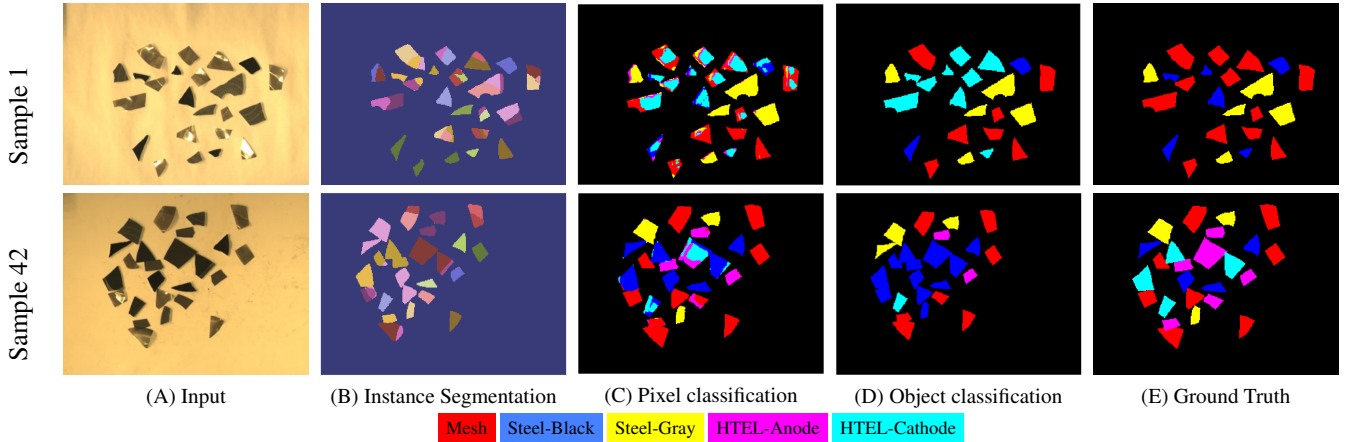 Sample 1
Sample 42
(A) Input
(B) Instance Segmentation
(C) Pixel classification
(D) Object classification
(E) Ground Truth
Mesh
Steel-Black
Steel-Gray
HTEL-Anode
HTEL-Cathode